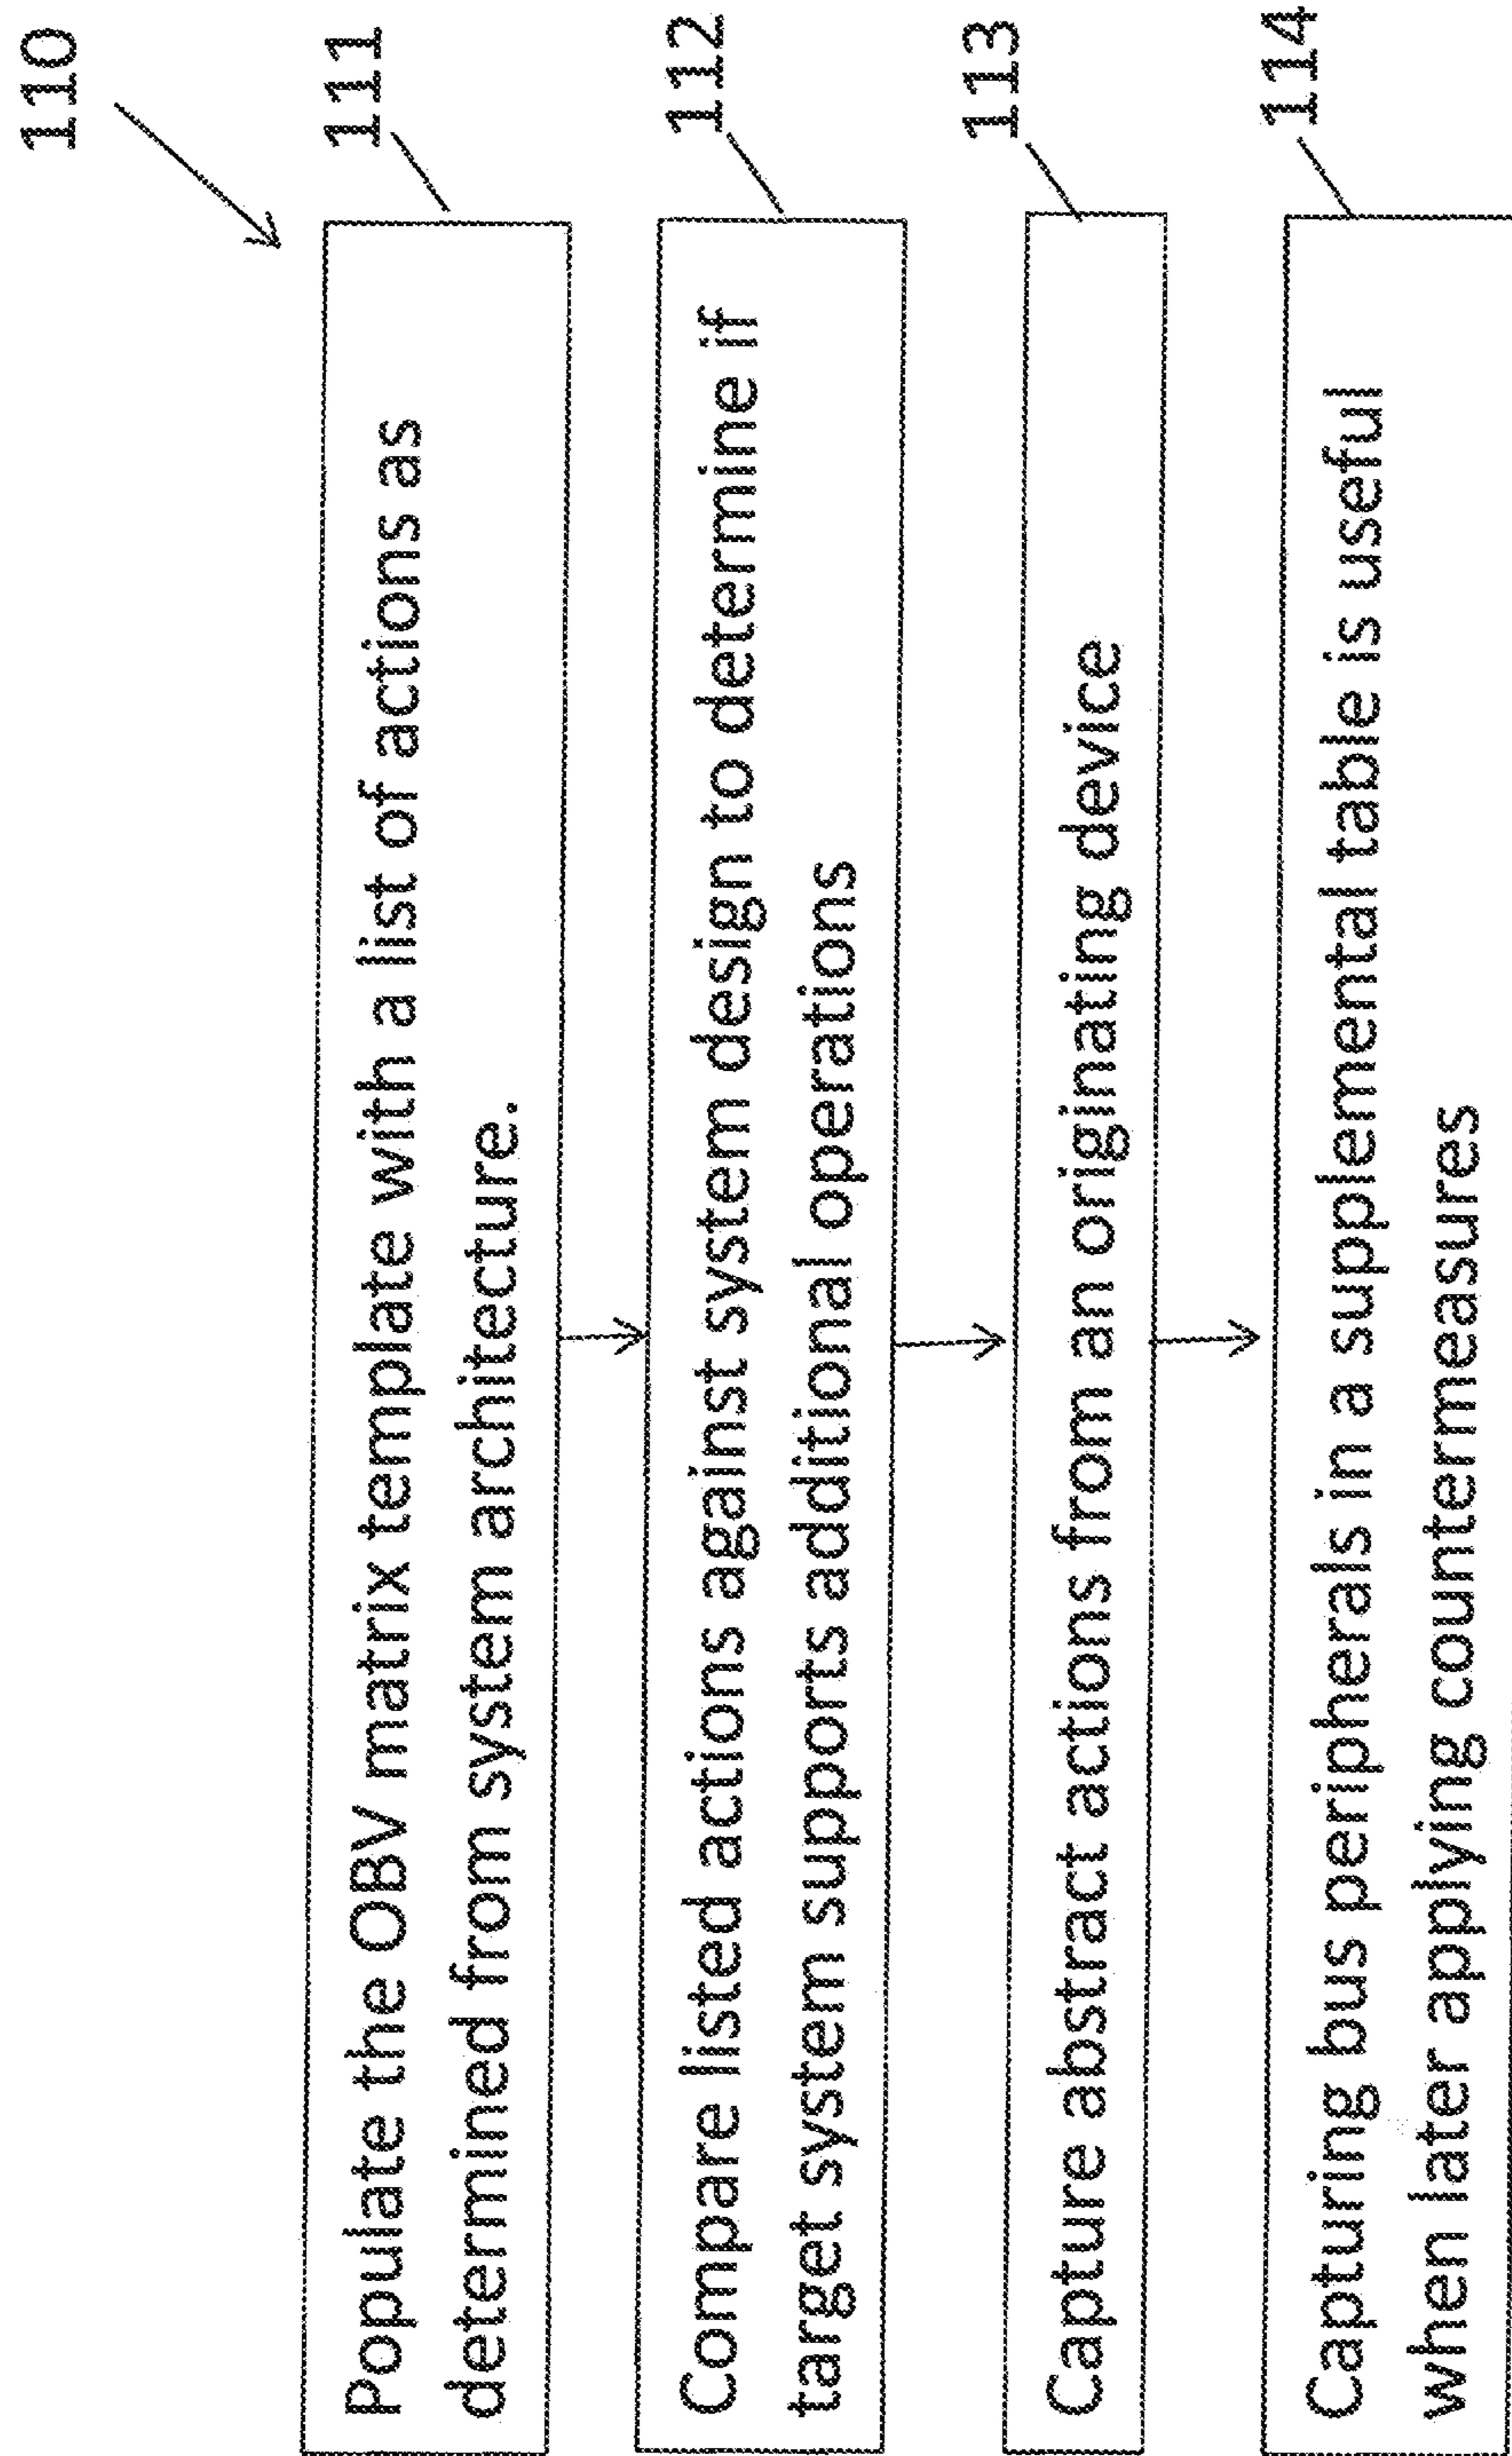 110
111
Populate the OBV matrix template with a list of actions as
determined from system architecture.
112
Compare listed actions against system design to determine if
target system supports additional operations
113
Capture abstract actions from an originating device
114
Capturing bus peripherals in a supplemental table is useful
when later applying countermeasures